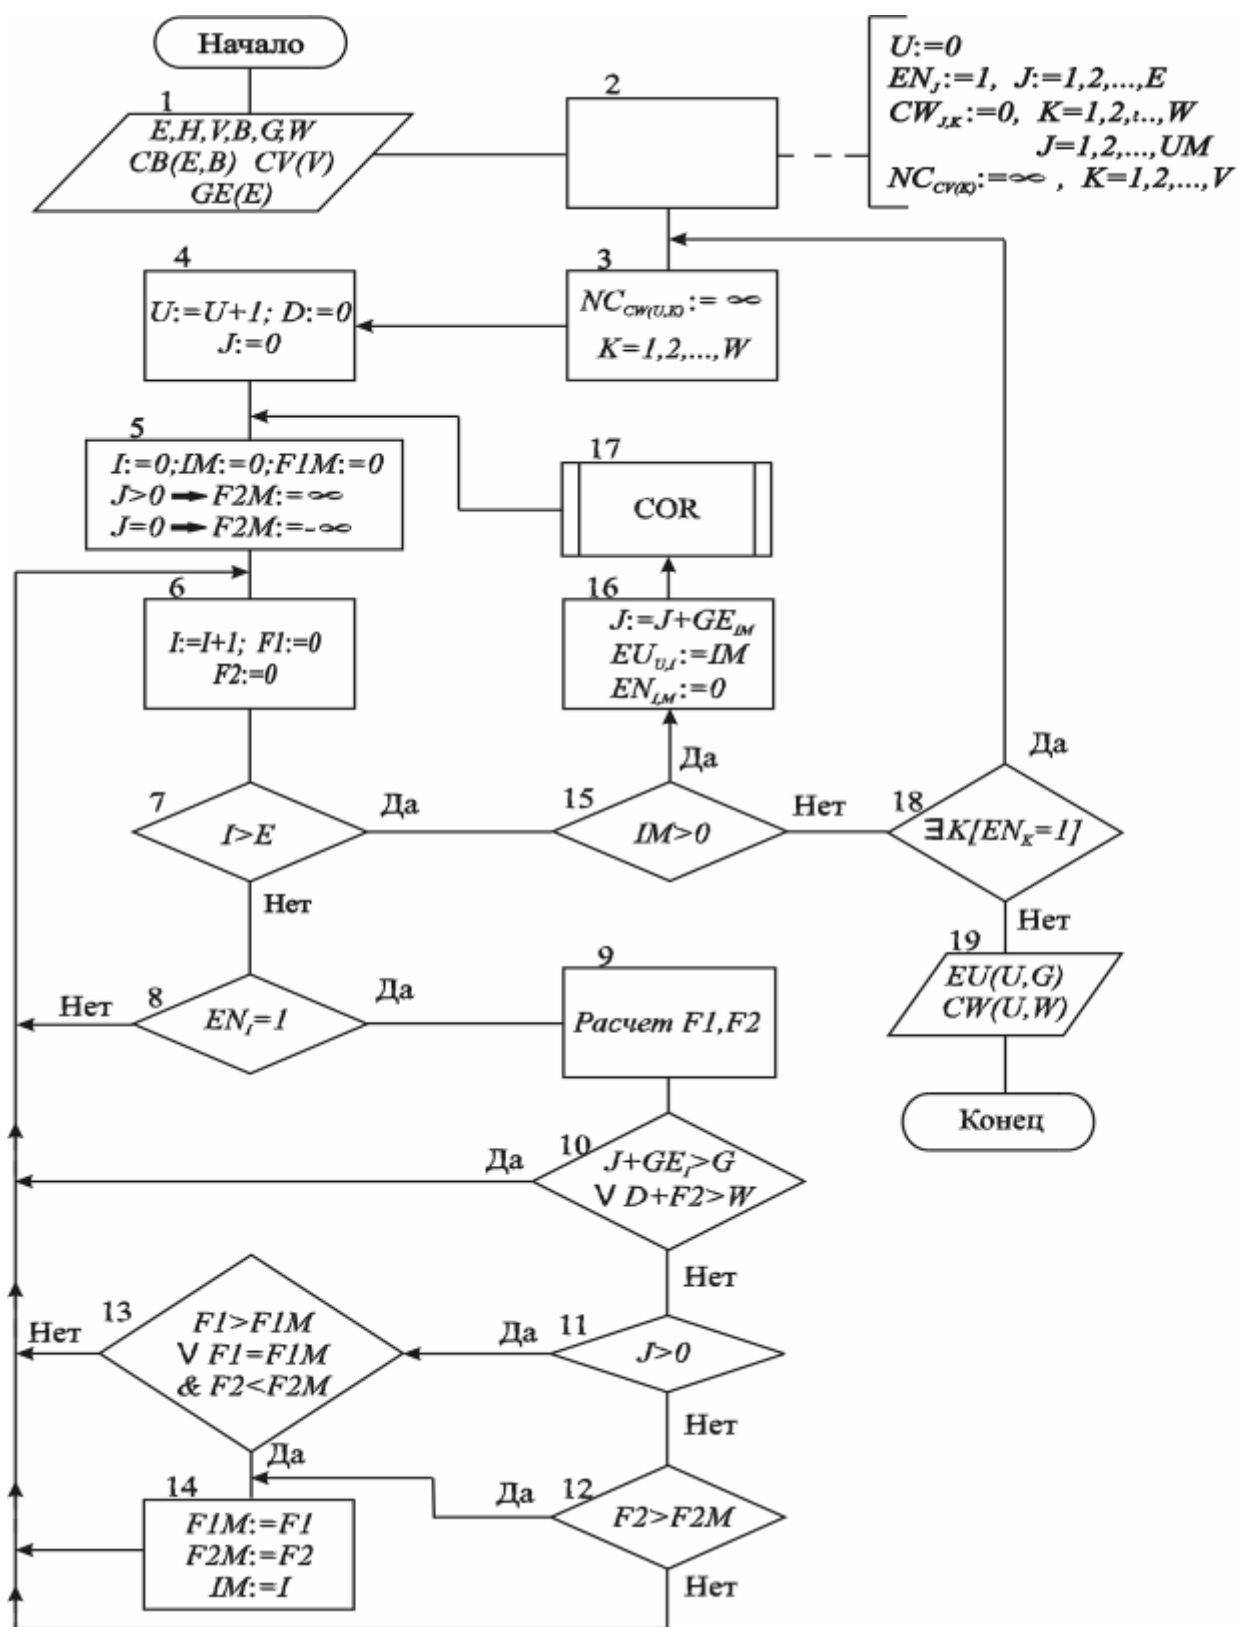 Начало
1
E,H,V,B,G,W
CB(E,B) CV(V)
GE(E)
2
U:=0
EN_J:=1, J:=1,2,...,E
CW_J,K:=0, K=1,2,...,W
J=1,2,...,UM
NC_CV(K):=∞ , K=1,2,...,V
3
NC_CW(U,K):= ∞
K=1,2,...,W
4
U:=U+1; D:=0
J:=0
5
I:=0;IM:=0;F1M:=0
J>0 → F2M:=∞
J=0 → F2M:=-∞
17
COR
6
I:=I+1; F1:=0
F2:=0
16
J:=J+GE_IM
EU_U,I:=IM
EN_I,M:=0
7
I>E
Да
Нет
15
IM>0
Да
Нет
18
∃K[EN_K=1]
Да
Нет
19
EU(U,G)
CW(U,W)
Конец
8
EN_I=1
Нет
Да
9
Расчет F1,F2
10
J+GE_I>G
∨ D+F2>W
Да
Нет
11
J>0
Да
Нет
13
F1>F1M
∨ F1=F1M
& F2<F2M
Нет
Да
12
F2>F2M
Да
Нет
14
F1M:=F1
F2M:=F2
IM:=I